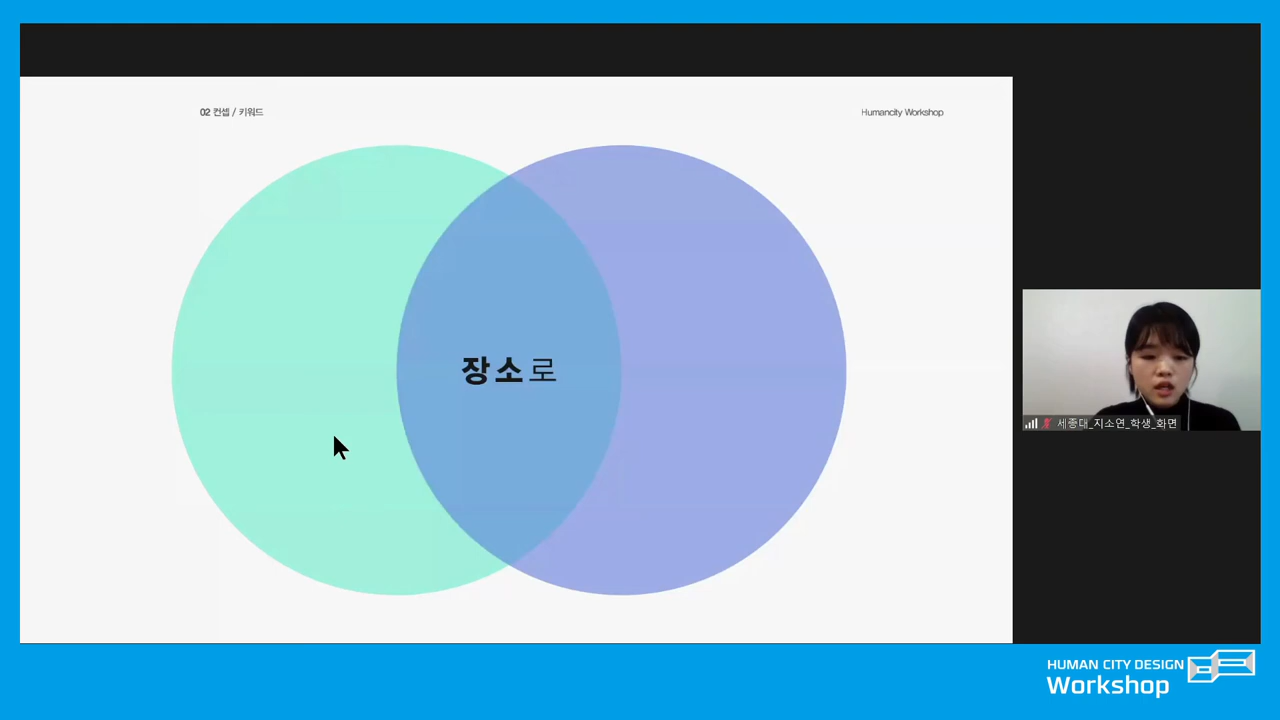 02 컨셉 / 키워드
Humancity Workshop
장소로
세종대_지소연_학생_화면
HUMAN CITY DESIGN
Workshop